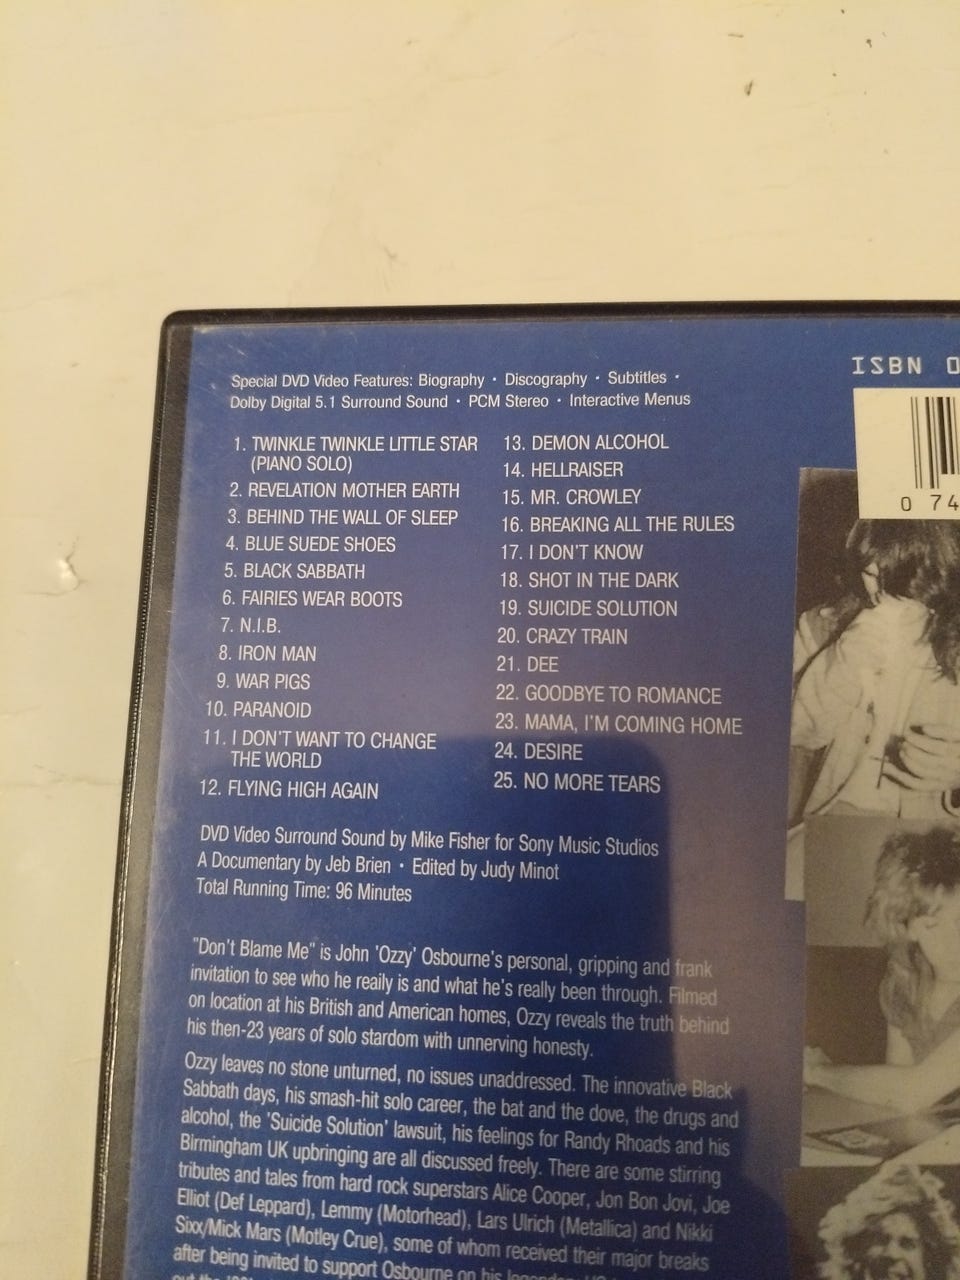 Special DVD Video Features: Biography • Discography • Subtitles •
Dolby Digital 5.1 Surround Sound • PCM Stereo • Interactive Menus
ISBN 0
0 74
1. TWINKLE TWINKLE LITTLE STAR
(PIANO SOLO)
2. REVELATION MOTHER EARTH
3. BEHIND THE WALL OF SLEEP
4. BLUE SUEDE SHOES
5. BLACK SABBATH
6. FAIRIES WEAR BOOTS
7. N.I.B.
8. IRON MAN
9. WAR PIGS
10. PARANOID
11. I DON'T WANT TO CHANGE
THE WORLD
12. FLYING HIGH AGAIN
13. DEMON ALCOHOL
14. HELLRAISER
15. MR. CROWLEY
16. BREAKING ALL THE RULES
17. I DON'T KNOW
18. SHOT IN THE DARK
19. SUICIDE SOLUTION
20. CRAZY TRAIN
21. DEE
22. GOODBYE TO ROMANCE
23. MAMA, I'M COMING HOME
24. DESIRE
25. NO MORE TEARS
DVD Video Surround Sound by Mike Fisher for Sony Music Studios
A Documentary by Jeb Brien • Edited by Judy Minot
Total Running Time: 96 Minutes
"Don't Blame Me" is John 'Ozzy' Osbourne's personal, gripping and frank
invitation to see who he really is and what he's really been through. Filmed
on location at his British and American homes, Ozzy reveals the truth behind
his then-23 years of solo stardom with unnerving honesty.
Ozzy leaves no stone unturned, no issues unaddressed. The innovative Black
Sabbath days, his smash-hit solo career, the bat and the dove, the drugs and
alcohol, the 'Suicide Solution' lawsuit, his feelings for Randy Rhoads and his
Birmingham UK upbringing are all discussed freely. There are some stirring
tributes and tales from hard rock superstars Alice Cooper, Jon Bon Jovi, Joe
Elliot (Def Leppard), Lemmy (Motorhead), Lars Ulrich (Metallica) and Nikki
Sixx/Mick Mars (Motley Crue), some of whom received their major breaks
after being invited to support Osbourne on his